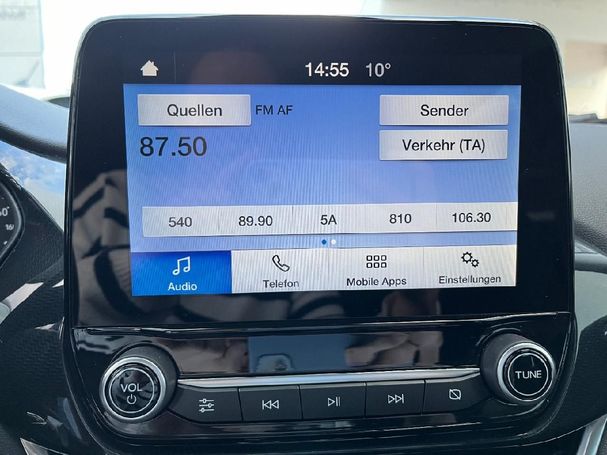 14:55 10°
Quellen FM AF Sender
87.50 Verkehr (TA)
540 89.90 5A 810 106.30
Audio Telefon Mobile Apps Einstellungen
VOL TUNE